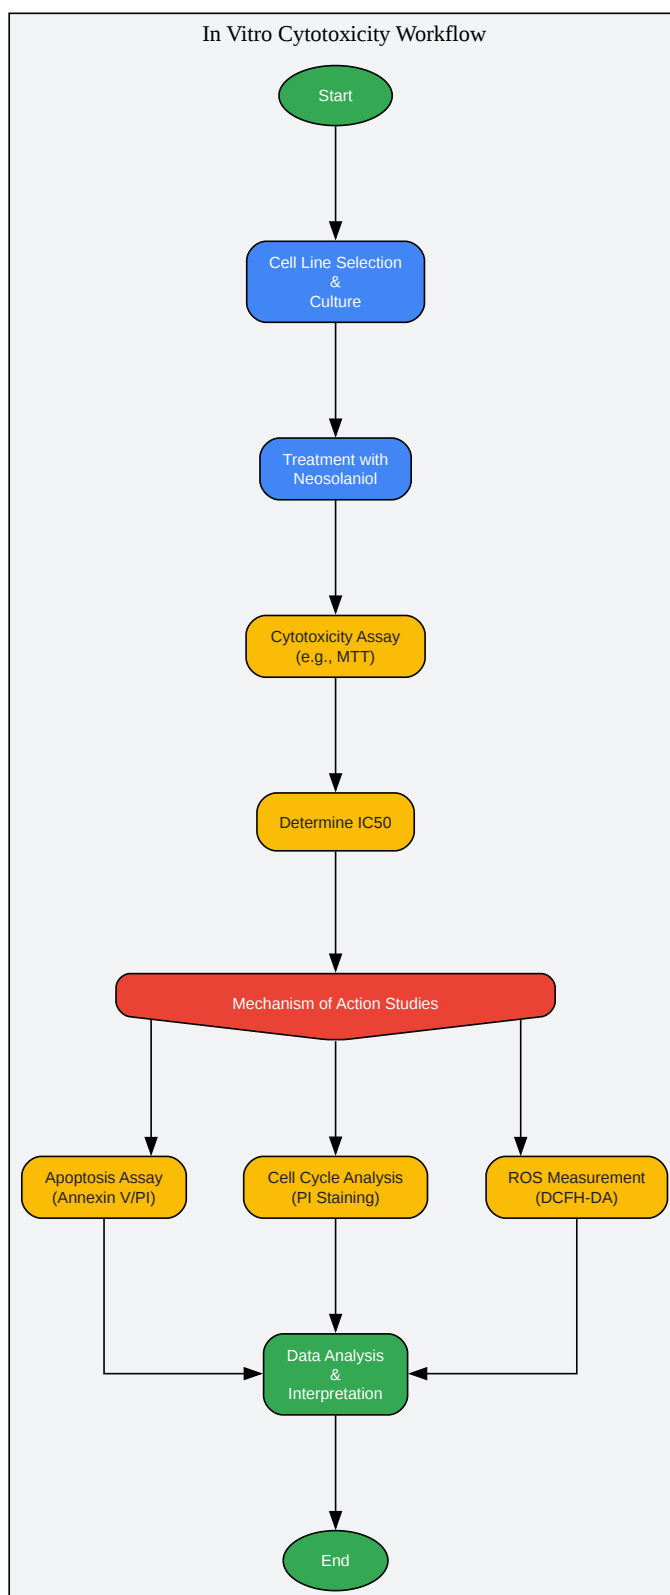 In Vitro Cytotoxicity Workflow
Start
Cell Line Selection
&
Culture
Treatment with
Neosolaniol
Cytotoxicity Assay
(e.g., MTT)
Determine IC50
Mechanism of Action Studies
Apoptosis Assay
(Annexin V/PI)
Cell Cycle Analysis
(PI Staining)
ROS Measurement
(DCFH-DA)
Data Analysis
&
Interpretation
End